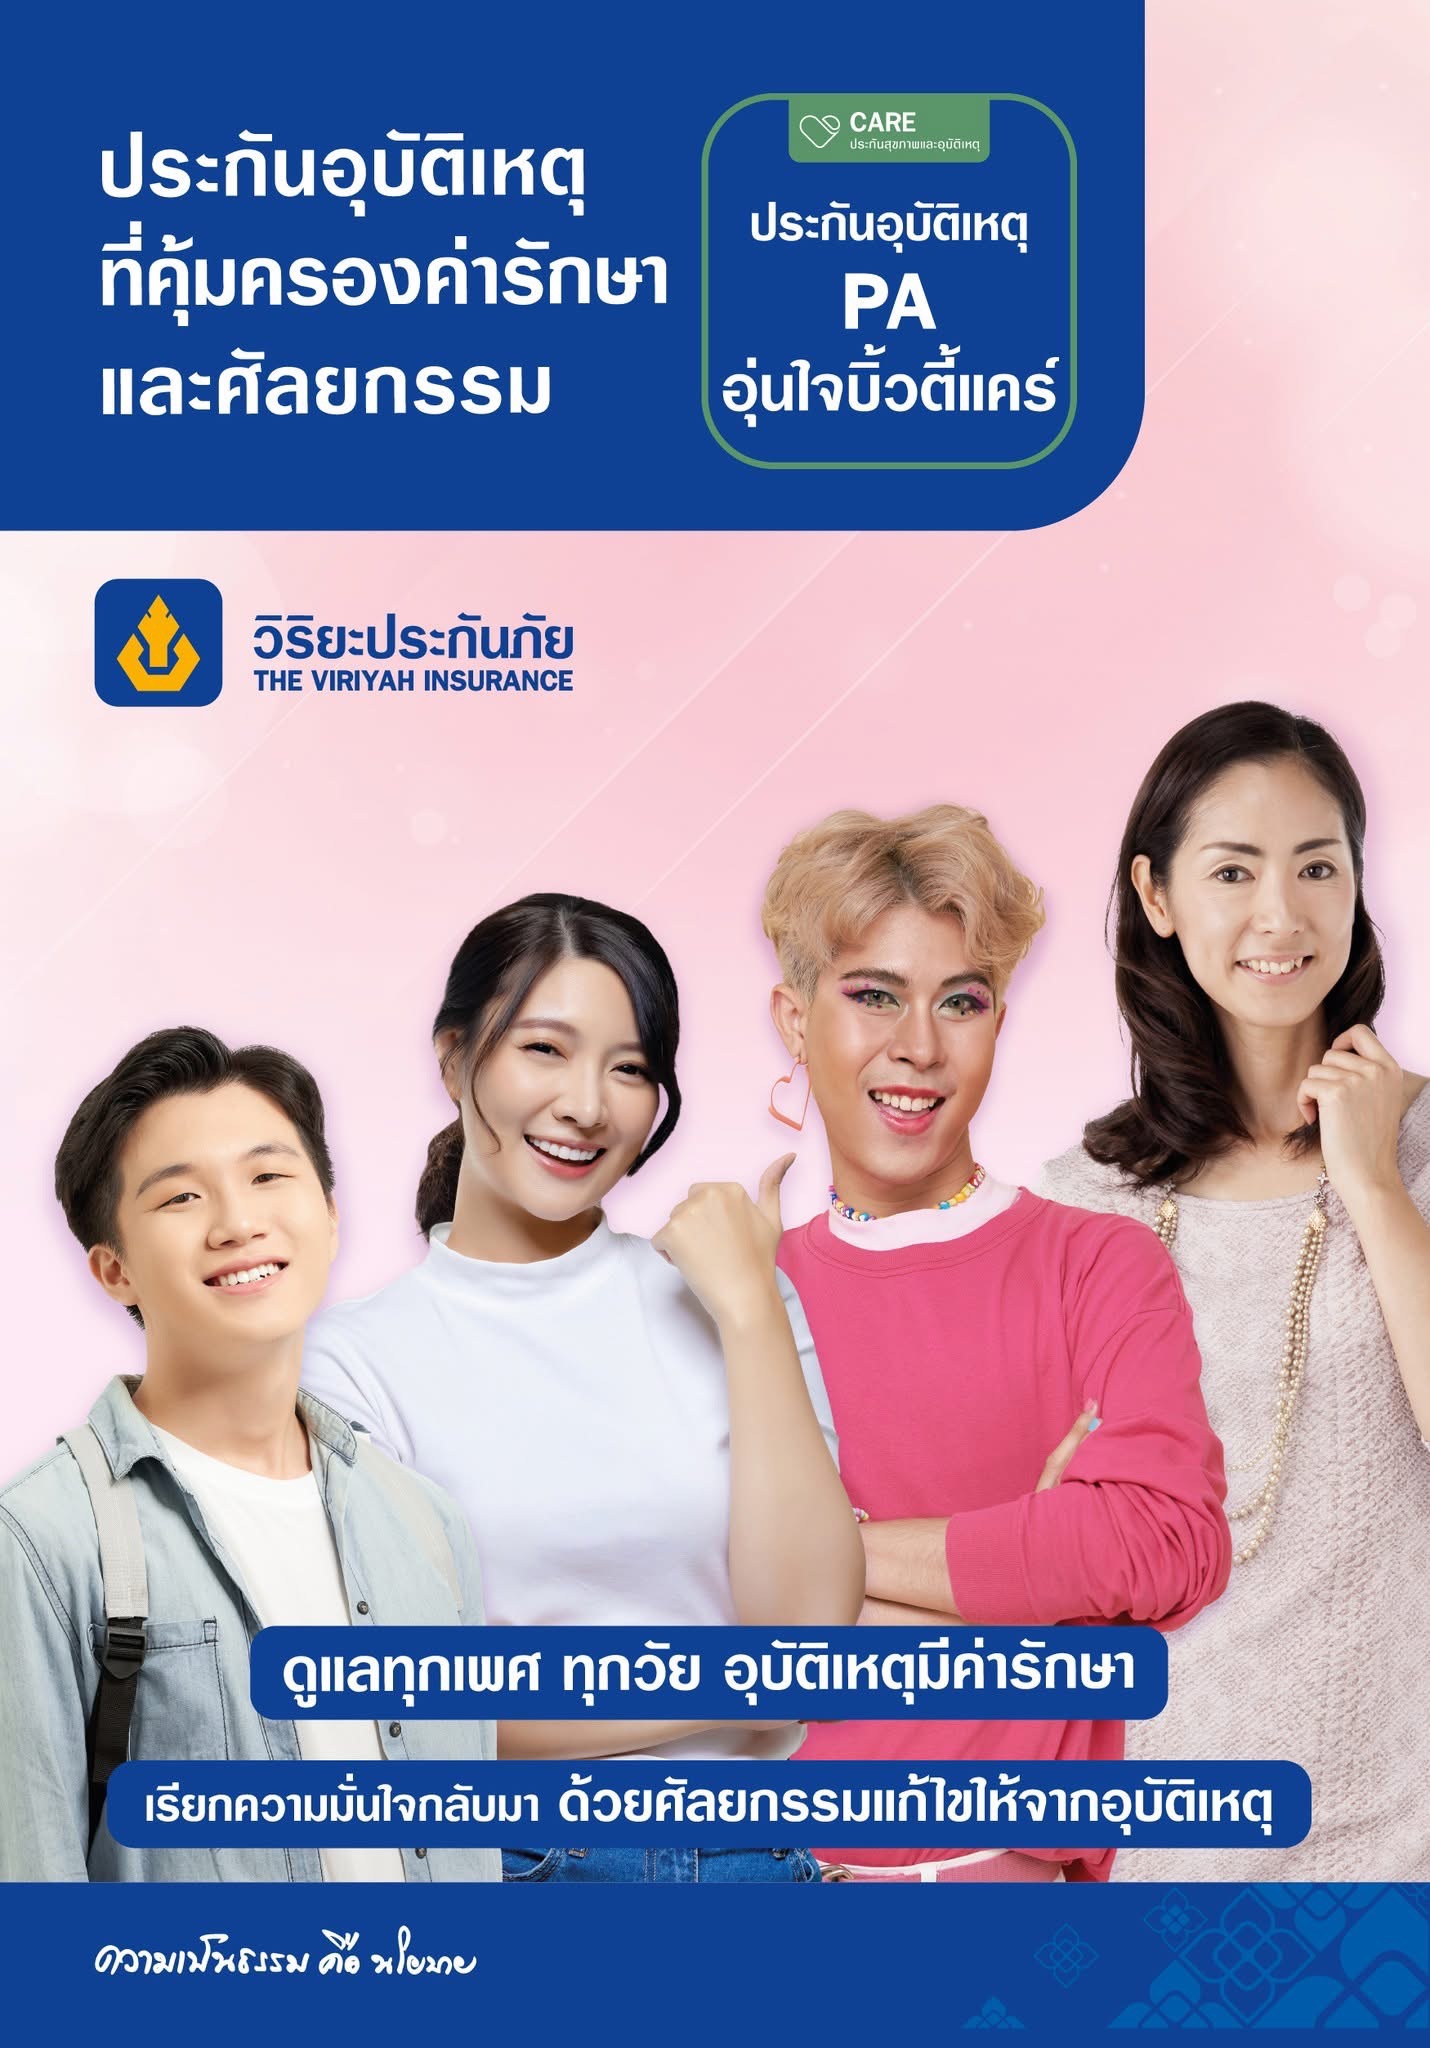 ประกันอุบัติเหตุ
ที่คุ้มครองค่ารักษา
และศัลยกรรม
CARE
ประกันสุขภาพและอุบัติเหตุ
ประกันอุบัติเหตุ
PA
อุ่นใจบิ้วตี้แคร์
วิริยะประกันภัย
THE VIRIYAH INSURANCE
ดูแลทุกเพศ ทุกวัย อุบัติเหตุมีค่ารักษา
เรียกความมั่นใจกลับมา ด้วยศัลยกรรมแก้ไขให้จากอุบัติเหตุ
ความเป็นธรรม คือ นโยบาย